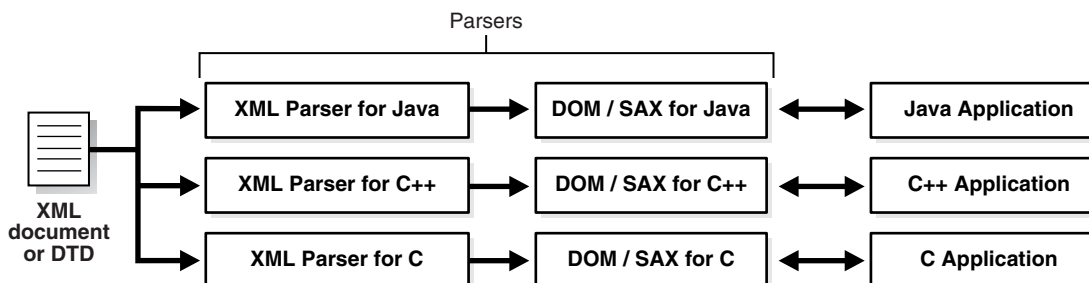 Parsers
XML Parser for Java
DOM / SAX for Java
Java Application
XML Parser for C++
DOM / SAX for C++
C++ Application
XML
document
or DTD
XML Parser for C
DOM / SAX for C
C Application